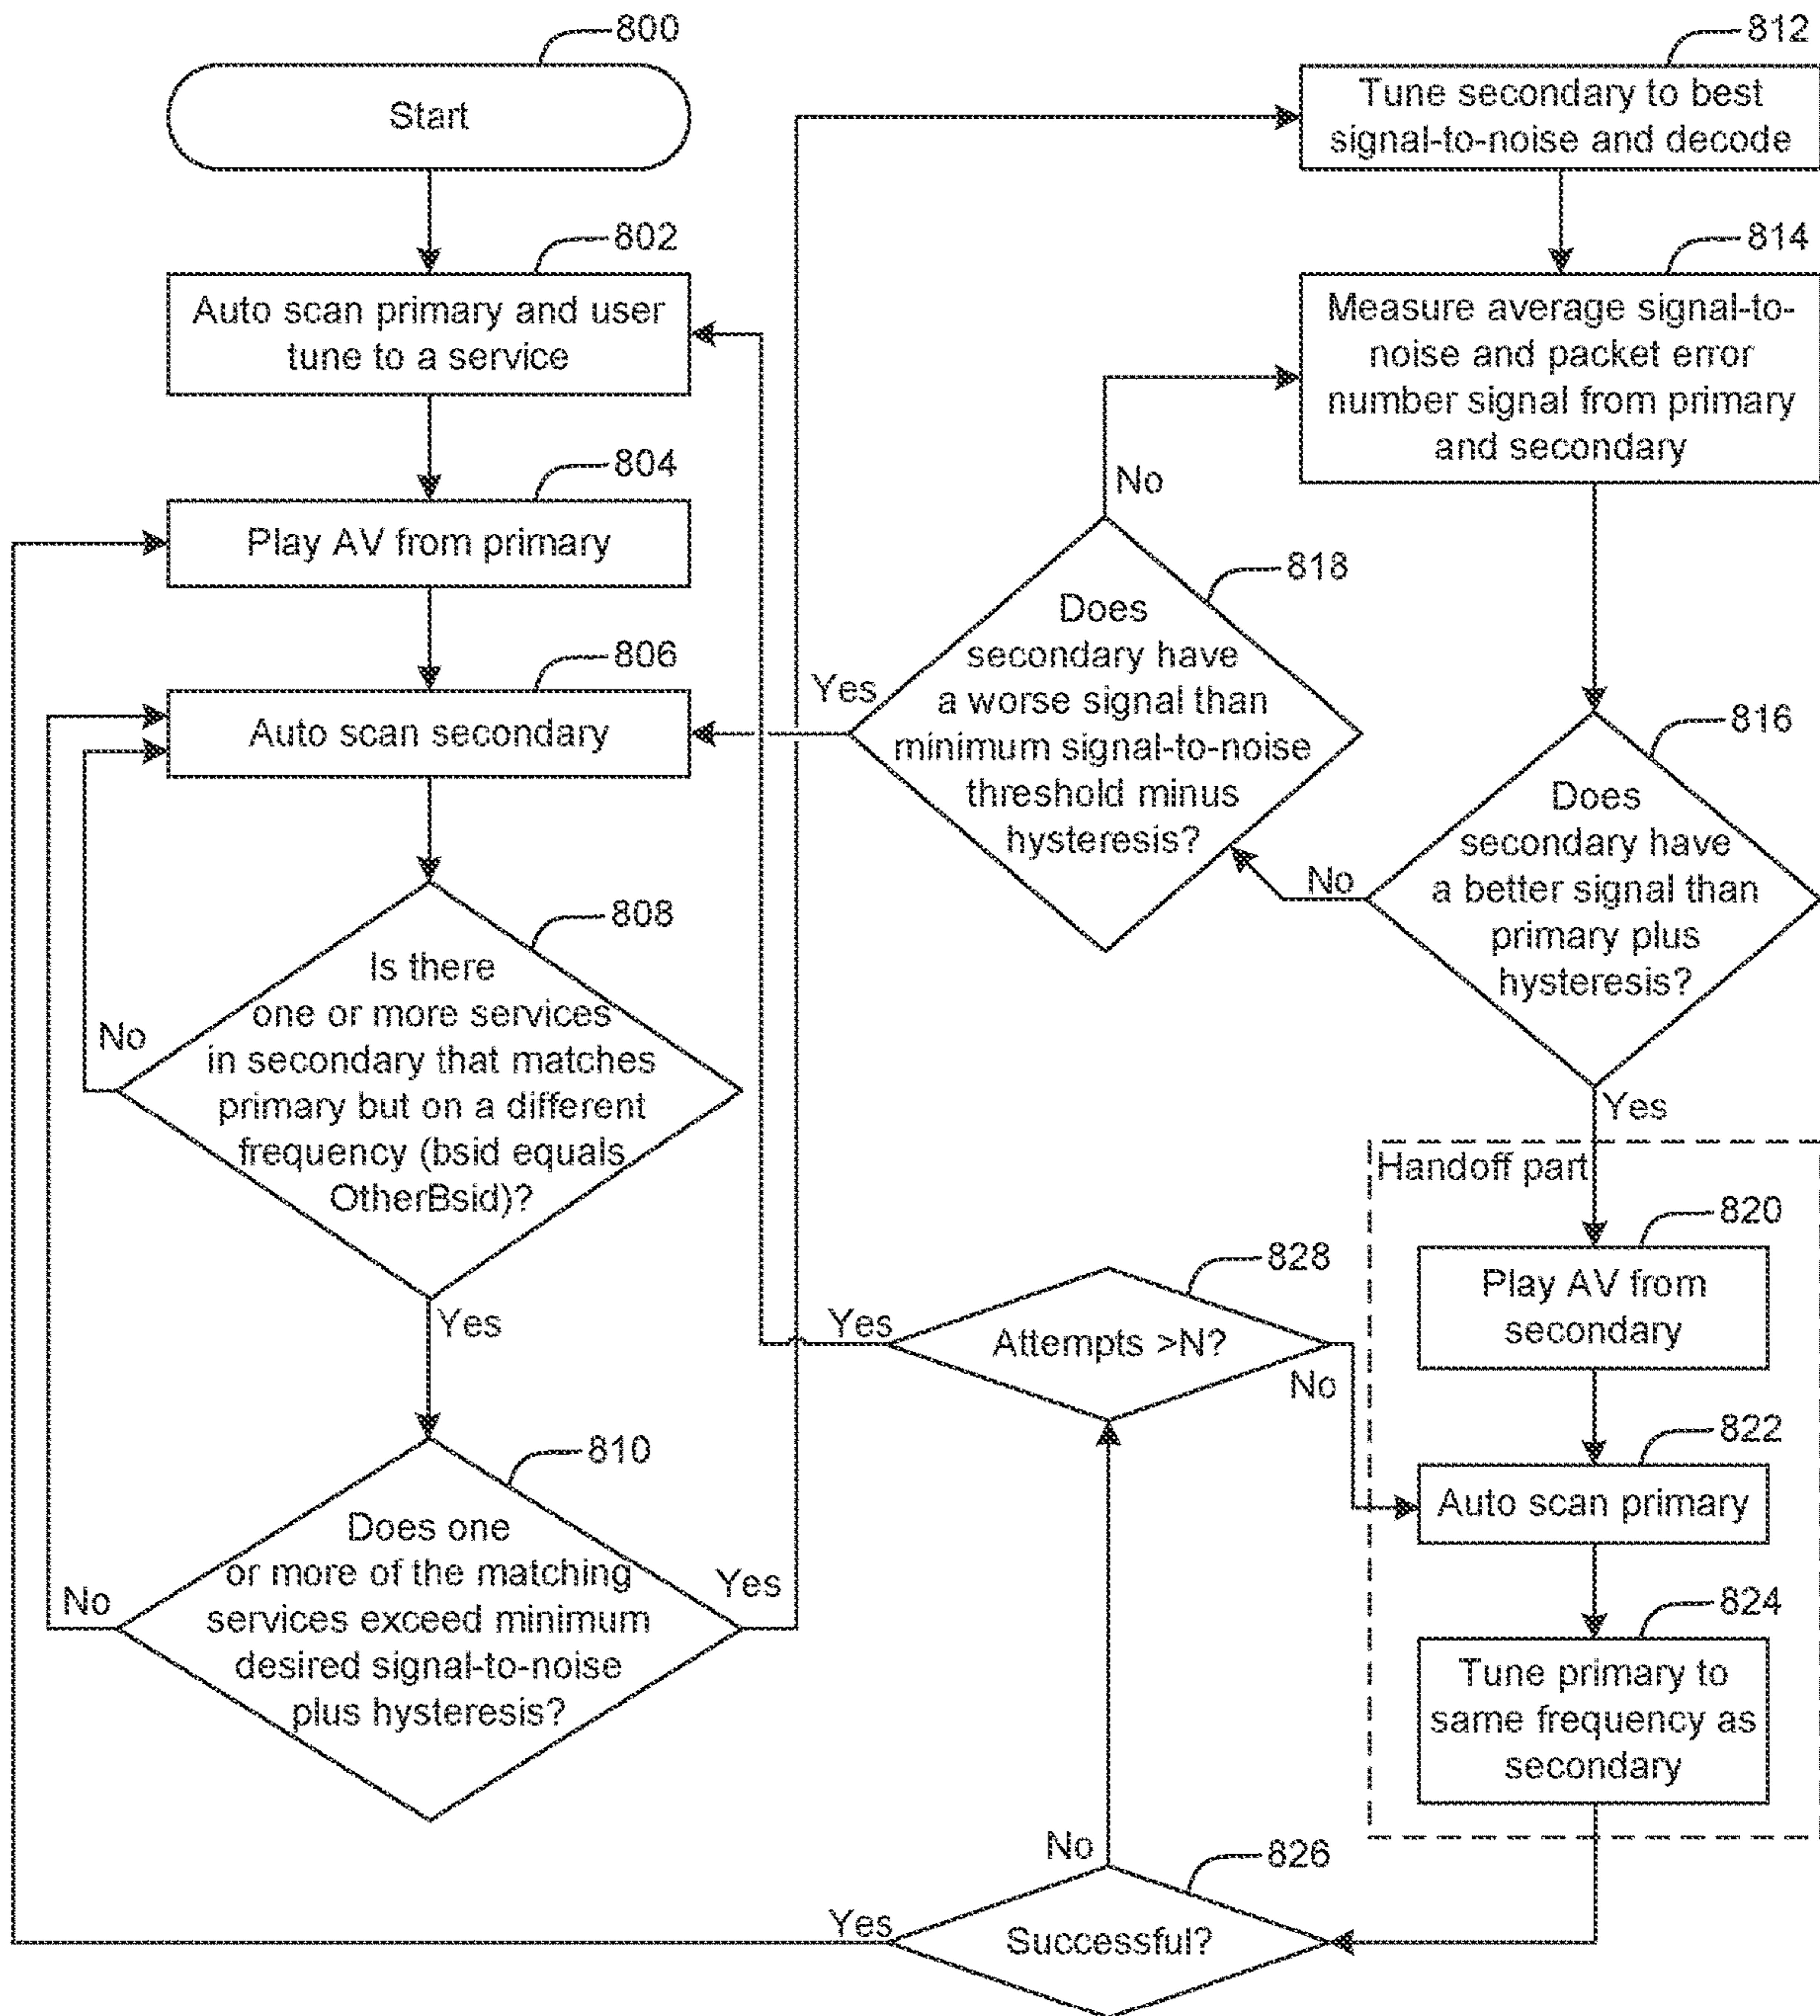 800
Start
802
Auto scan primary and user
tune to a service
804
Play AV from primary
806
Auto scan secondary
808
Is there
one or more services
in secondary that matches
primary but on a different
frequency (bsid equals
OtherBsid)?
No
Yes
810
Does one
or more of the matching
services exceed minimum
desired signal-to-noise
plus hysteresis?
No
Yes
812
Tune secondary to best
signal-to-noise and decode
814
Measure average signal-to-
noise and packet error
number signal from primary
and secondary
No
818
Does
secondary have
a worse signal than
minimum signal-to-noise
threshold minus
hysteresis?
Yes
816
Does
secondary have
a better signal than
primary plus
hysteresis?
No
Yes
Handoff part
820
Play AV from
secondary
822
Auto scan primary
824
Tune primary to
same frequency as
secondary
828
Attempts >N?
Yes
No
826
Successful?
No
Yes